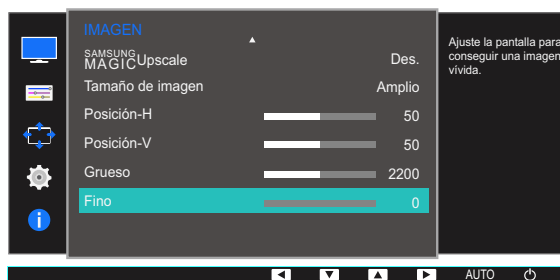 IMAGEN
SAMSUNG
MAGICUpscale Des.
Tamaño de imagen Amplio
Posición-H 50
Posición-V 50
Grueso 2200
Fino 0
Ajuste la pantalla para
conseguir una imagen
vívida.
AUTO